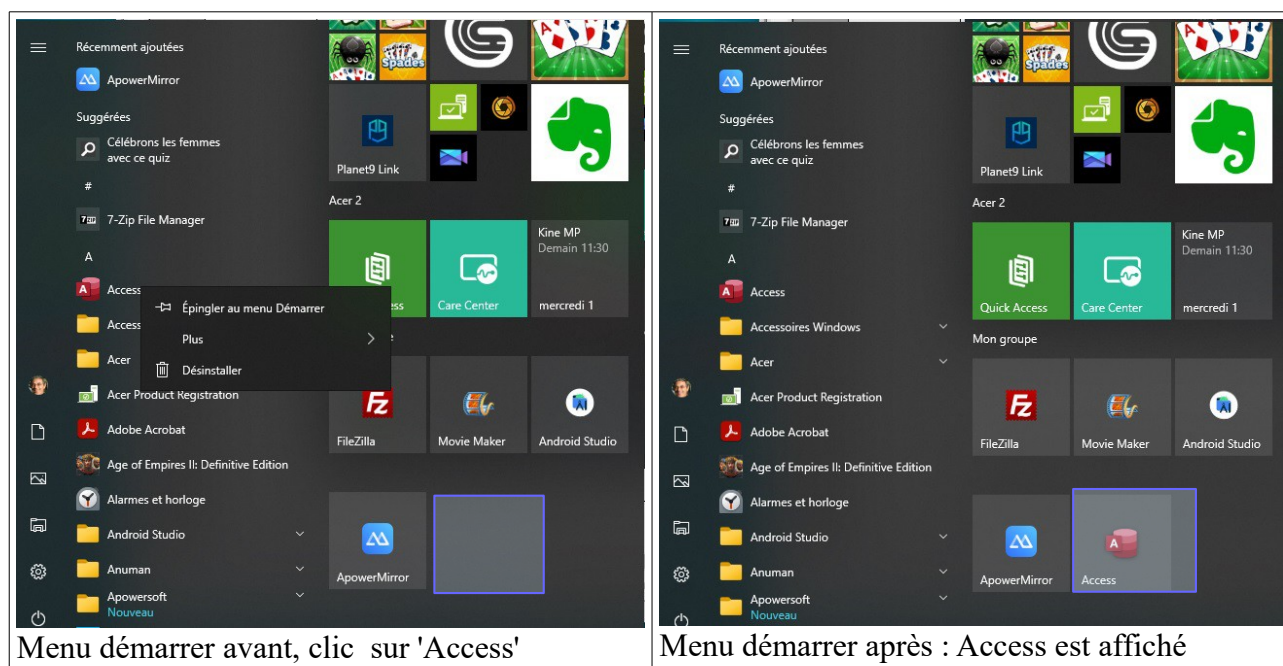 Récemment ajoutées
ApowerMirror
Suggérées
Célébrons les femmes
avec ce quiz
#
7-Zip File Manager
A
Access
Access
Acer
Acer Product Registration
Adobe Acrobat
Age of Empires II: Definitive Edition
Alarmes et horloge
Android Studio
Anuman
Apowersoft
Nouveau
Épingler au menu Démarrer
Plus
Désinstaller
Spades
Planet9 Link
Acer 2
Kine MP
Demain 11:30
ess
Care Center
mercredi 1
e
FileZilla
Movie Maker
Android Studio
ApowerMirror
Menu démarrer avant, clic sur 'Access'
Récemment ajoutées
ApowerMirror
Suggérées
Célébrons les femmes
avec ce quiz
#
7-Zip File Manager
A
Access
Accessoires Windows
Acer
Acer Product Registration
Adobe Acrobat
Age of Empires II: Definitive Edition
Alarmes et horloge
Android Studio
Anuman
Apowersoft
Nouveau
Spades
Planet9 Link
Acer 2
Kine MP
Demain 11:30
Quick Access
Care Center
mercredi 1
Mon groupe
FileZilla
Movie Maker
Android Studio
ApowerMirror
Access
Menu démarrer après : Access est affiché